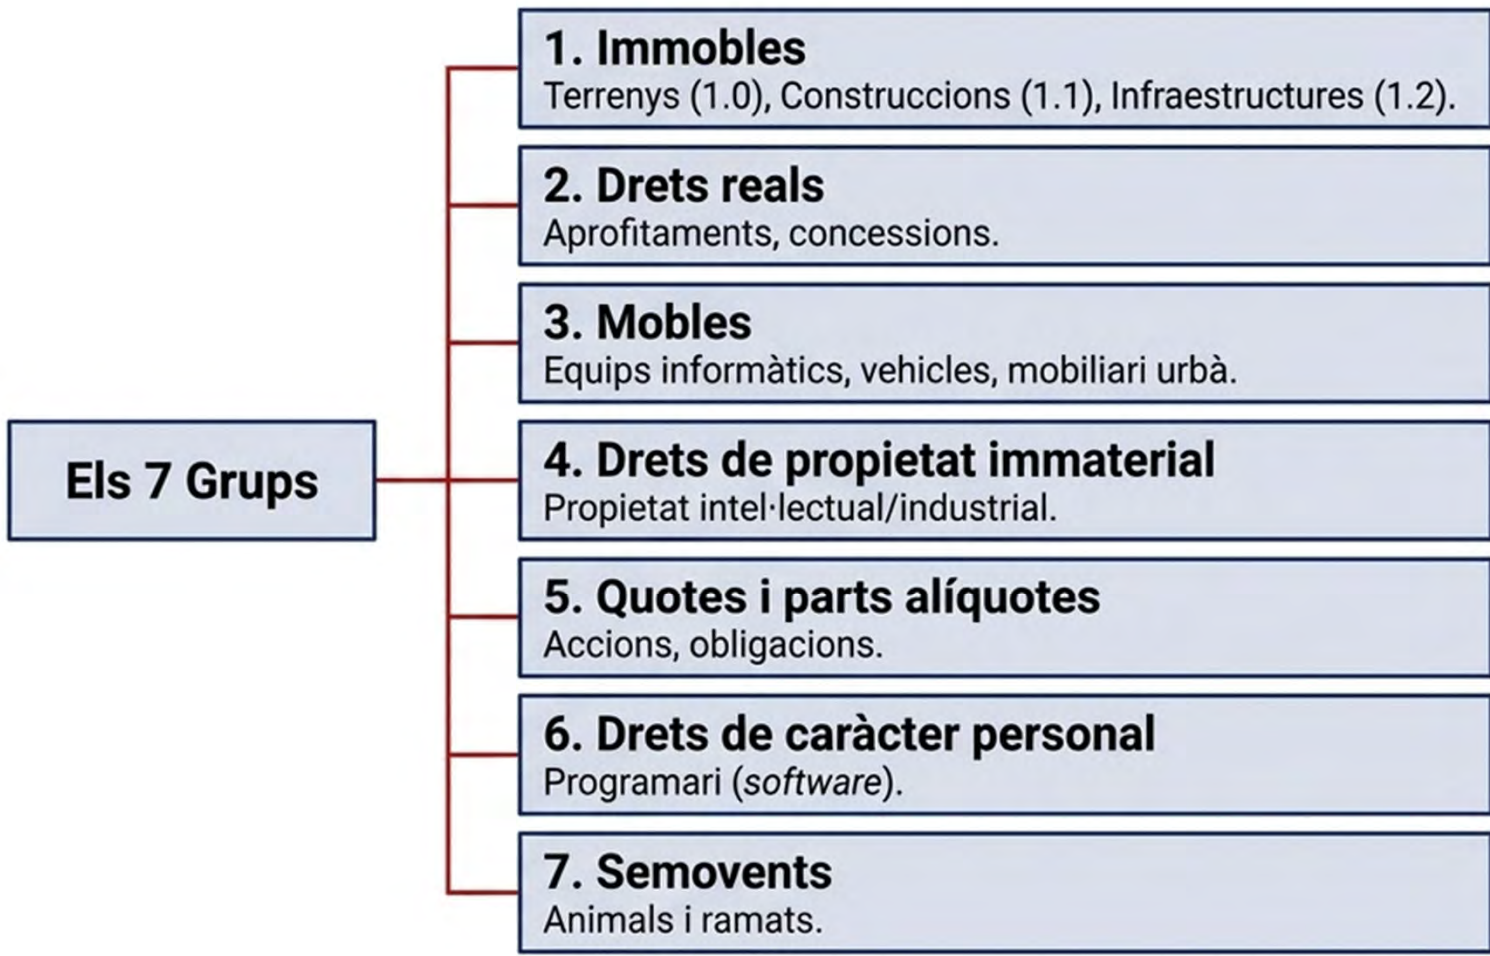 Els 7 Grups
1. Immobles
Terrenys (1.0), Construccions (1.1), Infraestructures (1.2).
2. Drets reals
Aprofitaments, concessions.
3. Mobles
Equips informàtics, vehicles, mobiliari urbà.
4. Drets de propietat immaterial
Propietat intel·lectual/industrial.
5. Quotes i parts alíquotes
Accions, obligacions.
6. Drets de caràcter personal
Programari (software).
7. Semovents
Animals i ramats.